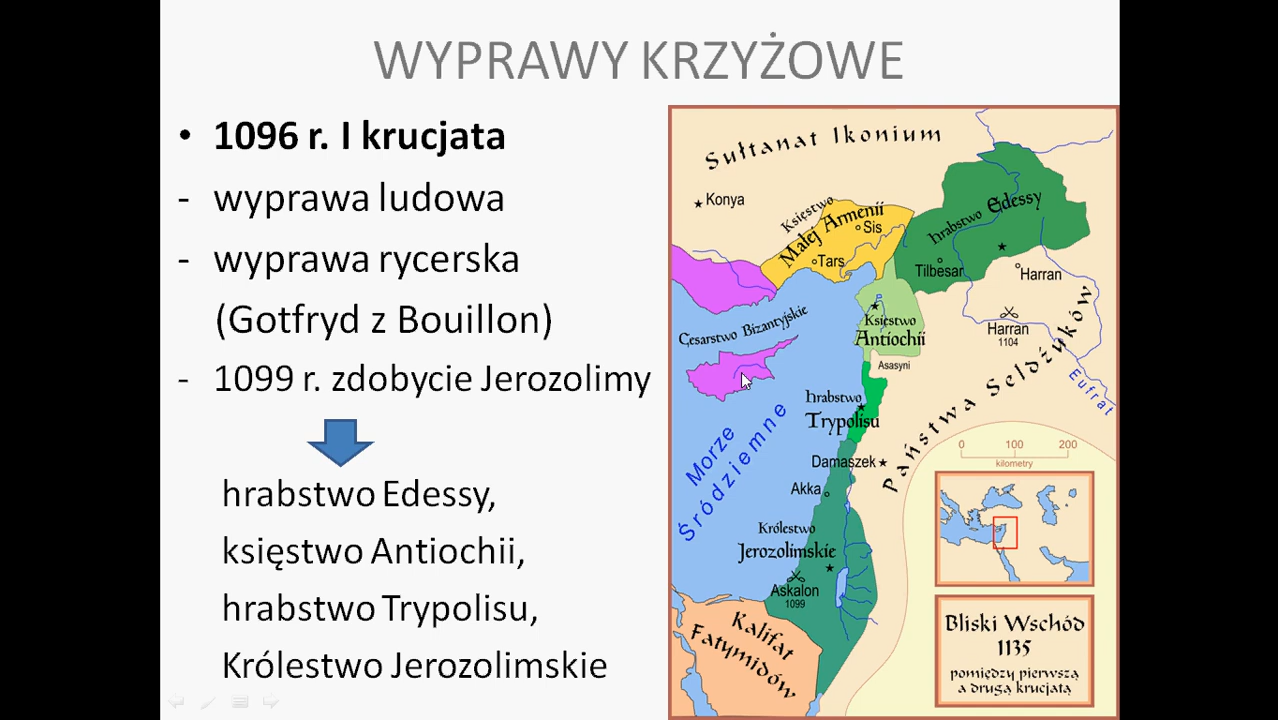 WYPRAWY KRZYŻOWE
• 1096 r. I krucjata
- wyprawa ludowa
- wyprawa rycerska
(Gotfryd z Bouillon)
- 1099 r. zdobycie Jerozolimy
hrabstwo Edessy,
księstwo Antiochii,
hrabstwo Trypolisu,
Królestwo Jerozolimskie
Sułtanat Ikonium
Konya
Księstwo
Małej Armenii
Sis
Tars
hrabstwo Edessy
Tilbesar
Harran
Harran
1104
Cesarstwo Bizantyjskie
Księstwo
Antiochii
Asasyni
hrabstwo
Trypolisu
Państwa Seldżuków
Eufrat
Morze
Śródziemne
Damaszek
Akka
Królestwo
Jerozolimskie
Askalon
1099
Kalifat
Fatymidów
0 100 200
kilometry
Bliski Wschód
1135
pomiędzy pierwszą
a drugą krucjatą